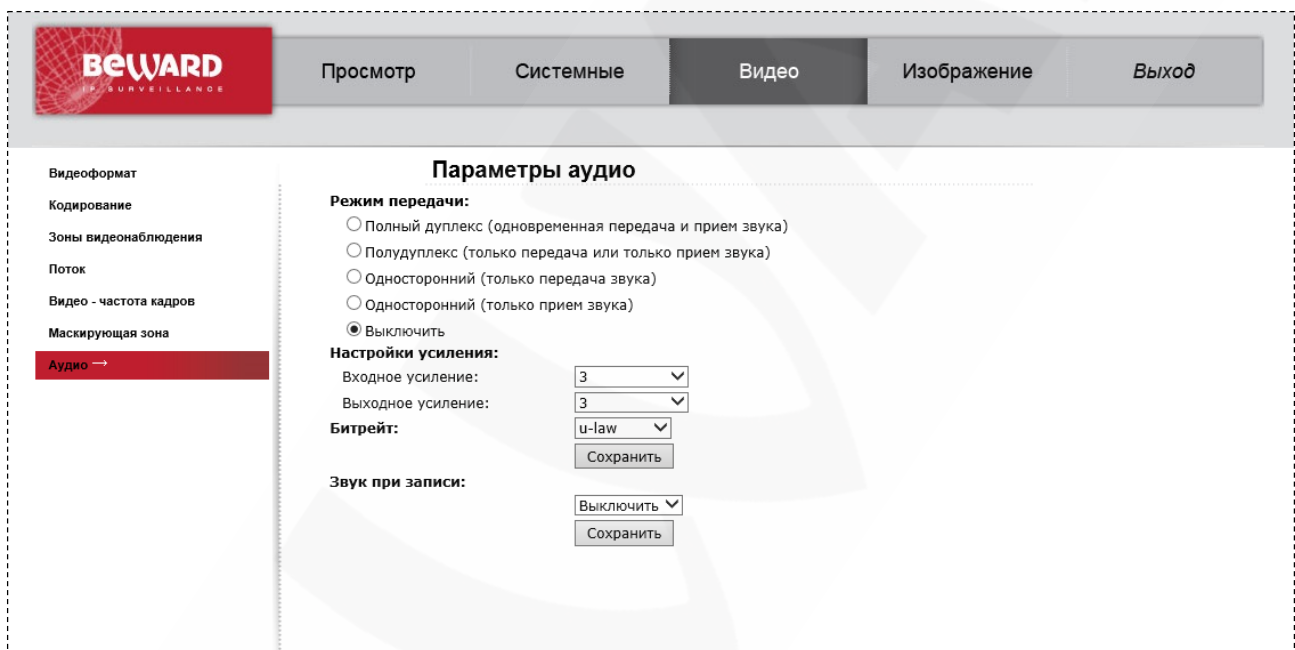 BEWARD
IP SURVEILLANCE
Просмотр
Системные
Видео
Изображение
Выход
Видеоформат
Кодирование
Зоны видеонаблюдения
Поток
Видео - частота кадров
Маскирующая зона
Аудио →
Параметры аудио
Режим передачи:
Полный дуплекс (одновременная передача и прием звука)
Полудуплекс (только передача или только прием звука)
Односторонний (только передача звука)
Односторонний (только прием звука)
Выключить
Настройки усиления:
Входное усиление: 3
Выходное усиление: 3
Битрейт: u-law
Сохранить
Звук при записи:
Выключить
Сохранить